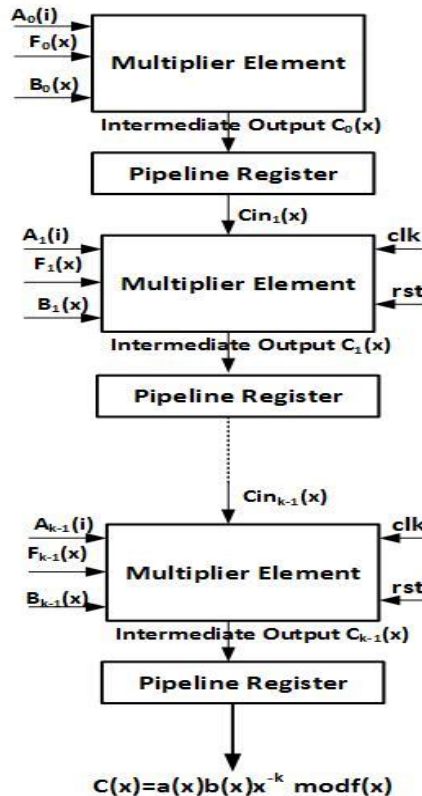 A₀(i)
F₀(x)
B₀(x)
Multiplier Element
Intermediate Output C₀(x)
Pipeline Register
Cin₁(x)
A₁(i)
F₁(x)
B₁(x)
Multiplier Element
clk
rst
Intermediate Output C₁(x)
Pipeline Register
Cinₖ₋₁(x)
Aₖ₋₁(i)
Fₖ₋₁(x)
Bₖ₋₁(x)
Multiplier Element
clk
rst
Intermediate Output Cₖ₋₁(x)
Pipeline Register
C(x)=a(x)b(x)x⁻ᵏ modf(x)